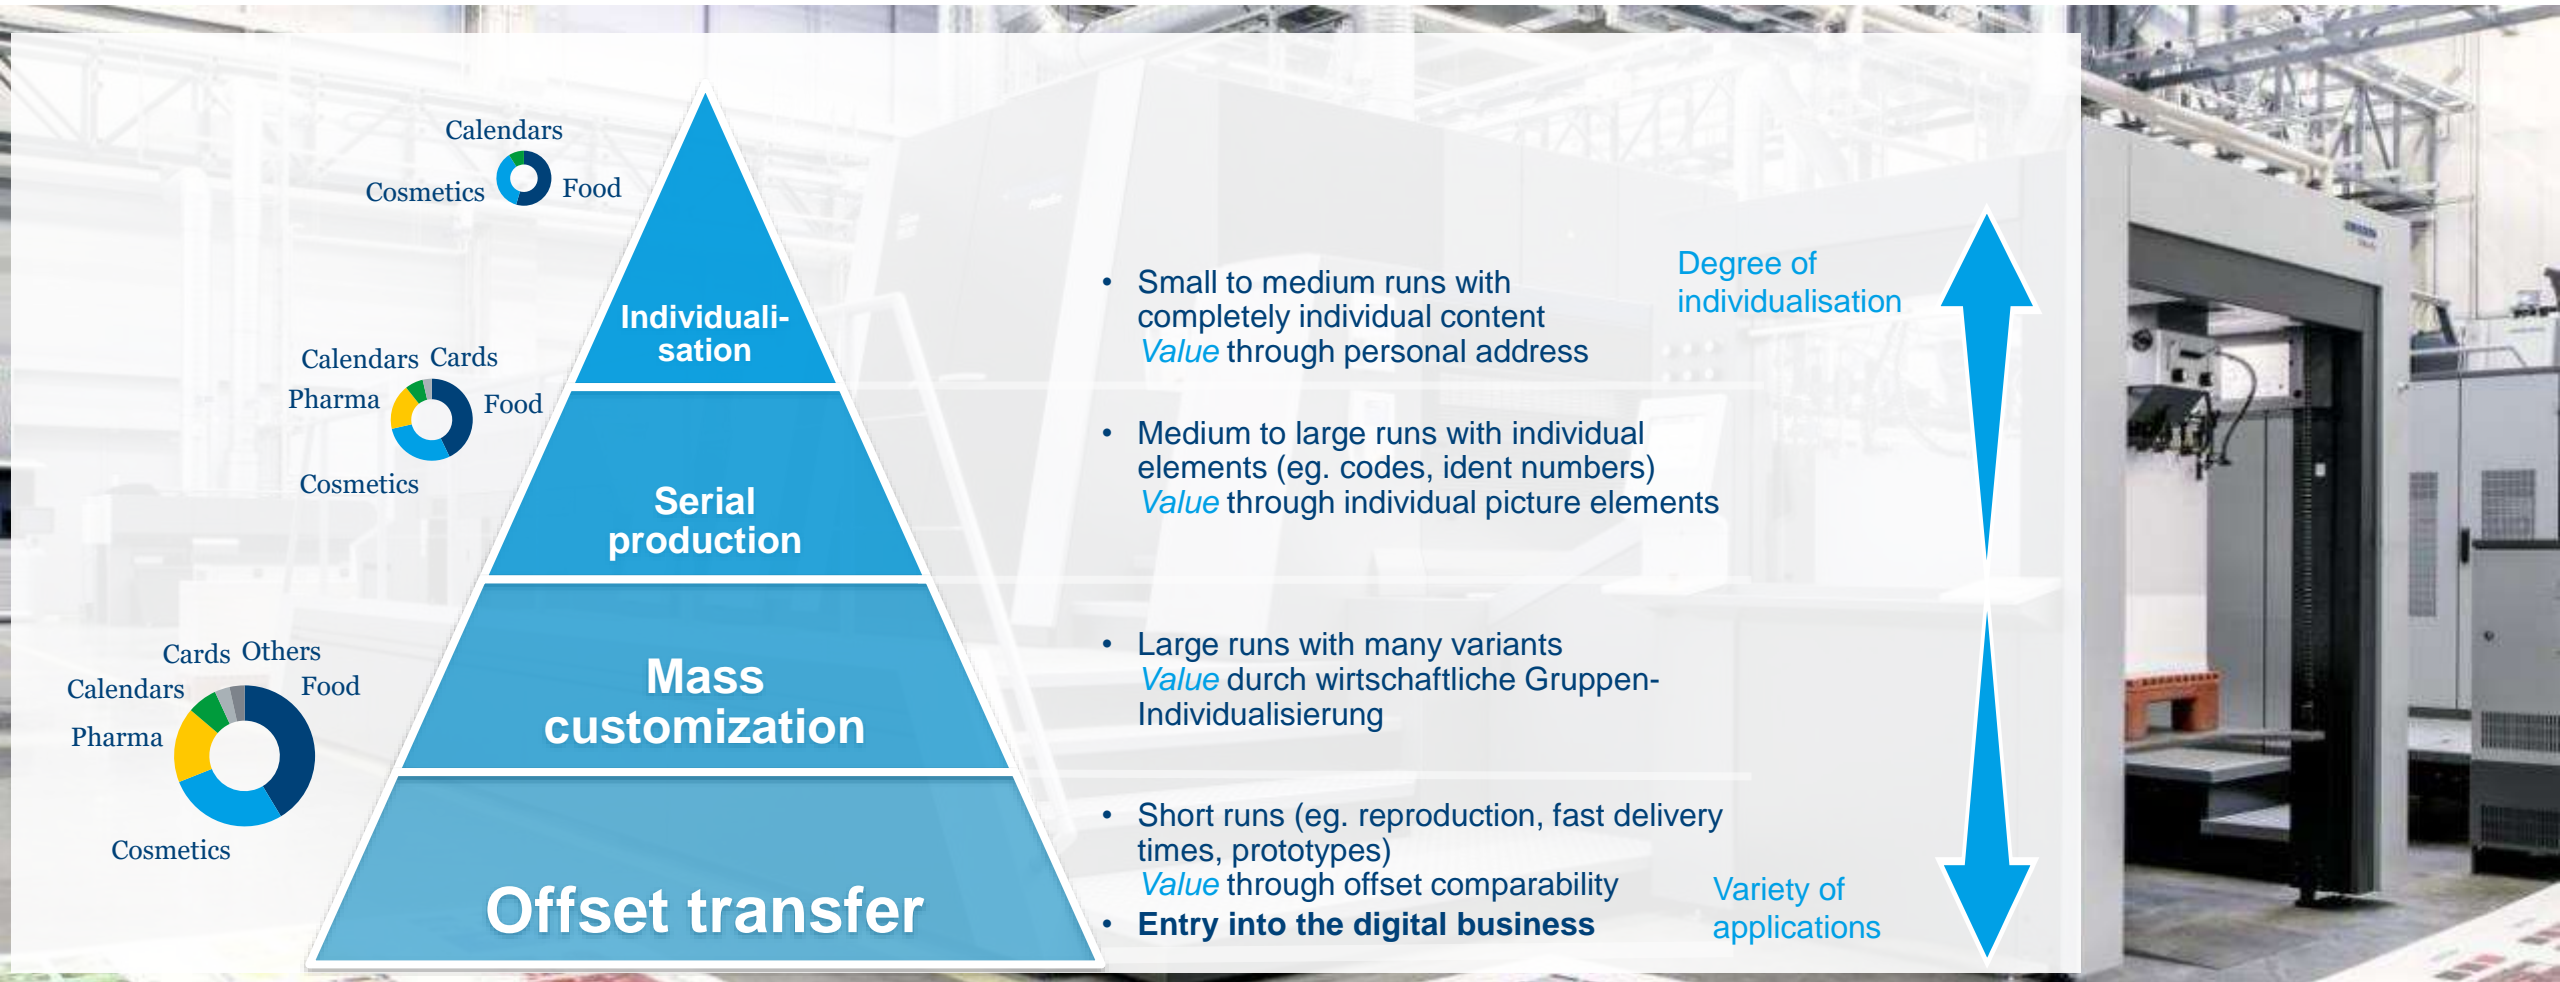 Calendars
Cosmetics
Food
Individuali-
sation
• Small to medium runs with
completely individual content
Value through personal address
Degree of
individualisation
Calendars Cards
Pharma
Food
Cosmetics
Serial
production
• Medium to large runs with individual
elements (eg. codes, ident numbers)
Value through individual picture elements
Cards Others
Calendars
Food
Pharma
Cosmetics
Mass
customization
• Large runs with many variants
Value durch wirtschaftliche Gruppen-
Individualisierung
Offset transfer
• Short runs (eg. reproduction, fast delivery
times, prototypes)
Value through offset comparability
• Entry into the digital business
Variety of
applications